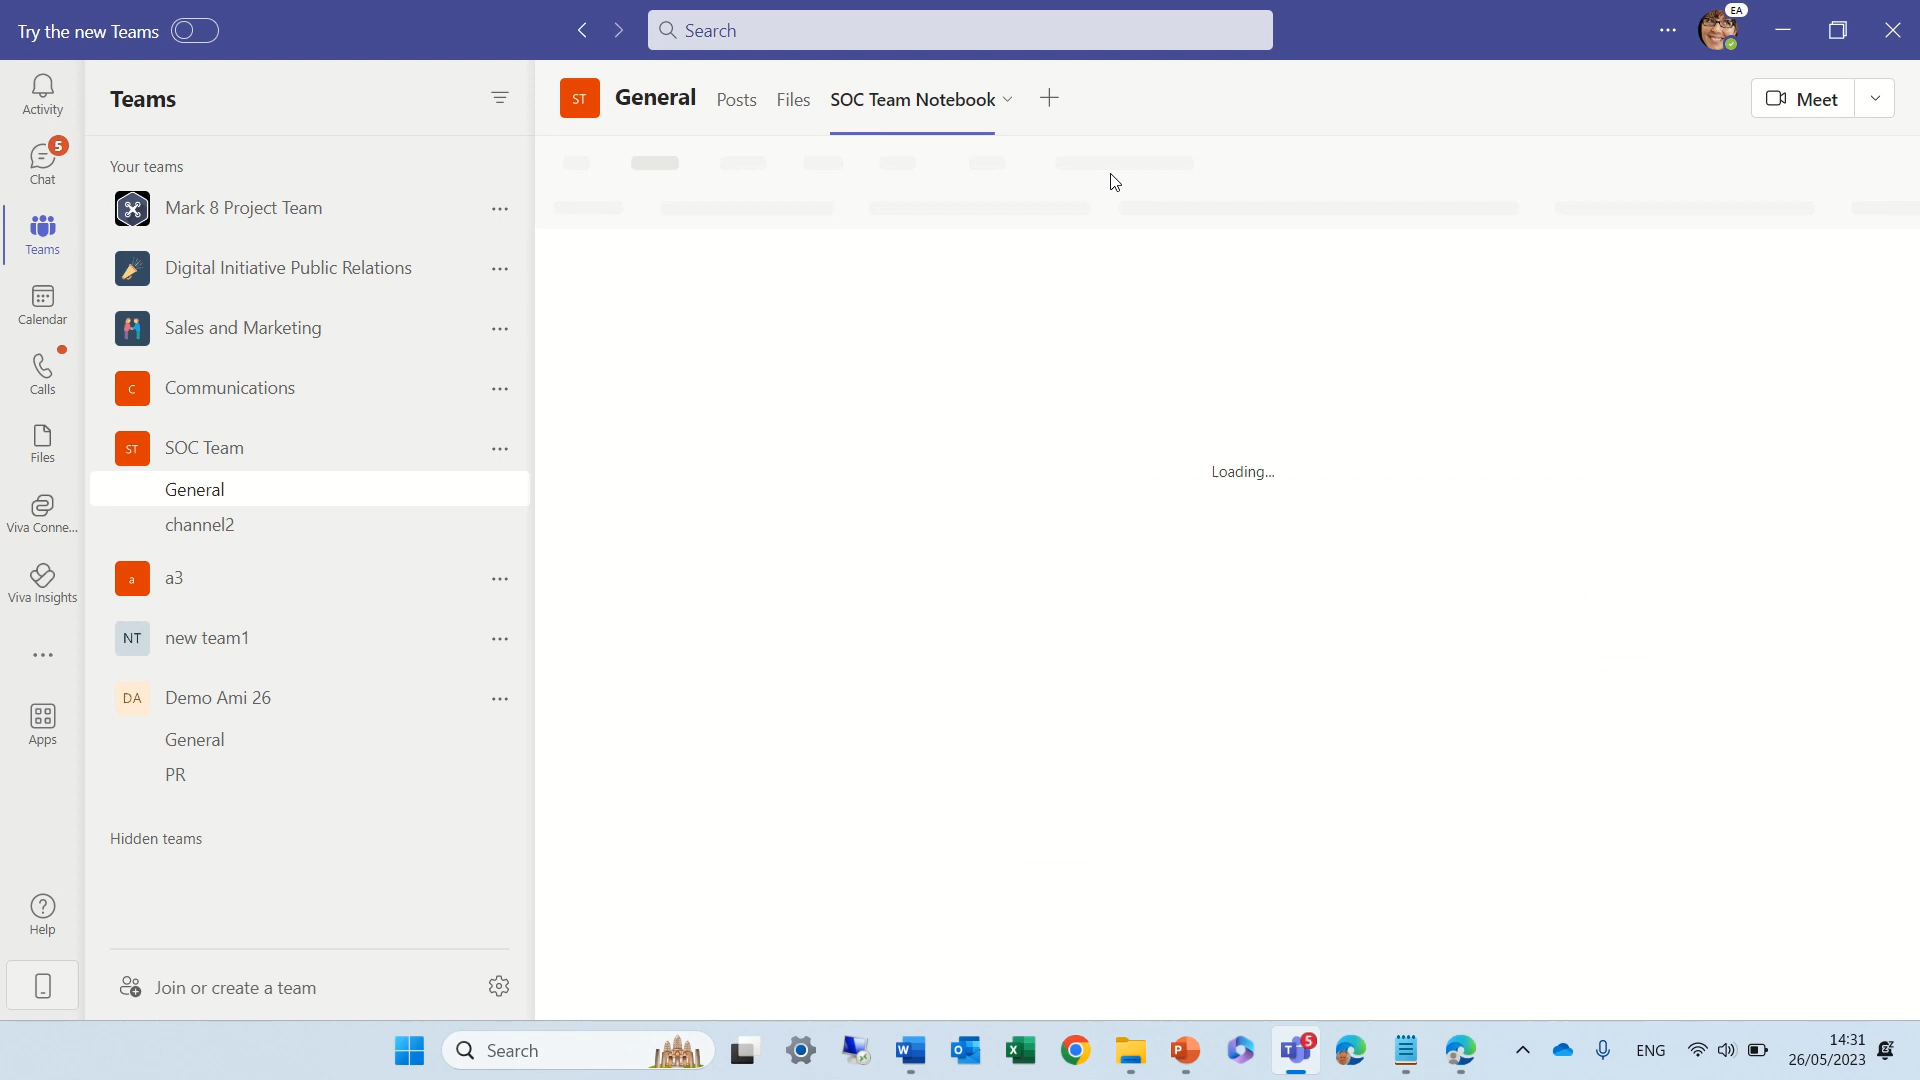 Try the new Teams
Search
EA
Activity
5
Chat
Teams
Calendar
Calls
Files
Viva Conne...
Viva Insights
Apps
Help
Teams
Your teams
Mark 8 Project Team
Digital Initiative Public Relations
Sales and Marketing
C
Communications
ST
SOC Team
General
channel2
a
a3
NT
new team1
DA
Demo Ami 26
General
PR
Hidden teams
Join or create a team
ST
General
Posts
Files
SOC Team Notebook
Meet
Loading...
Search
5
ENG
14:31
26/05/2023